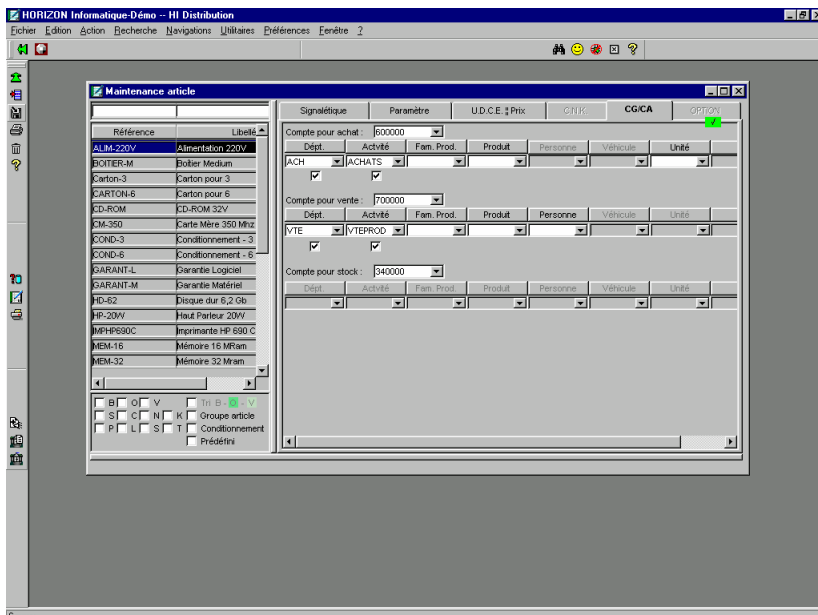 HORIZON Informatique-Démo -- HI Distribution
Fichier Edition Action Recherche Navigations Utilitaires Préférences Fenêtre ?
Maintenance article
Signalétique Paramètre U.D.C.E. ¦ Prix C.N.K. CG/CA OPTION
Référence Libellé
ALIM-220V Alimentation 220V
BOITIER-M Boîtier Medium
Carton-3 Carton pour 3
CARTON-6 Carton pour 6
CD-ROM CD-ROM 32V
CM-350 Carte Mère 350 Mhz
COND-3 Conditionnement - 3
COND-6 Conditionnement - 6
GARANT-L Garantie Logiciel
GARANT-M Garantie Matériel
HD-62 Disque dur 6,2 Gb
HP-20W Haut Parleur 20W
IMPHP690C Imprimante HP 690 C
MEM-16 Mémoire 16 MRam
MEM-32 Mémoire 32 Mram
B O V Tri B - O - V
S C N K Groupe article
P L S T Conditionnement
Prédéfini
Compte pour achat : 600000
Dépt. Actvité Fam. Prod. Produit Personne Véhicule Unité
ACH ACHATS
Compte pour vente : 700000
Dépt. Actvité Fam. Prod. Produit Personne Véhicule Unité
VTE VTEPROD
Compte pour stock : 340000
Dépt. Actvité Fam. Prod. Produit Personne Véhicule Unité